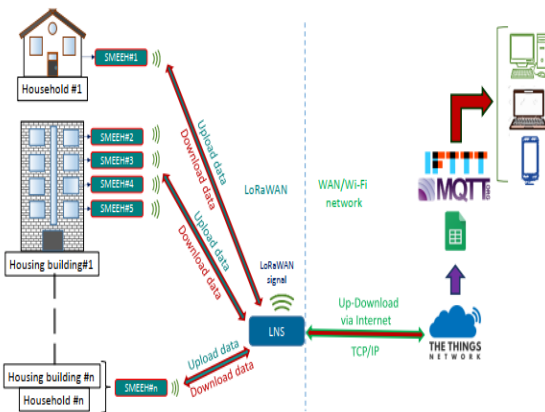 SMEEH#1
Household #1
SMEEH#2
SMEEH#3
SMEEH#4
SMEEH#5
Housing building#1
Housing building #n
Household #n
SMEEH#n
Upload data
Download data
Upload data
Download data
Upload data
Download data
LoRaWAN
LoRaWAN
signal
LNS
WAN/Wi-Fi
network
Up-Download
via Internet
TCP/IP
IFTTT
MQTT
.ORG
THE THINGS
NETWORK